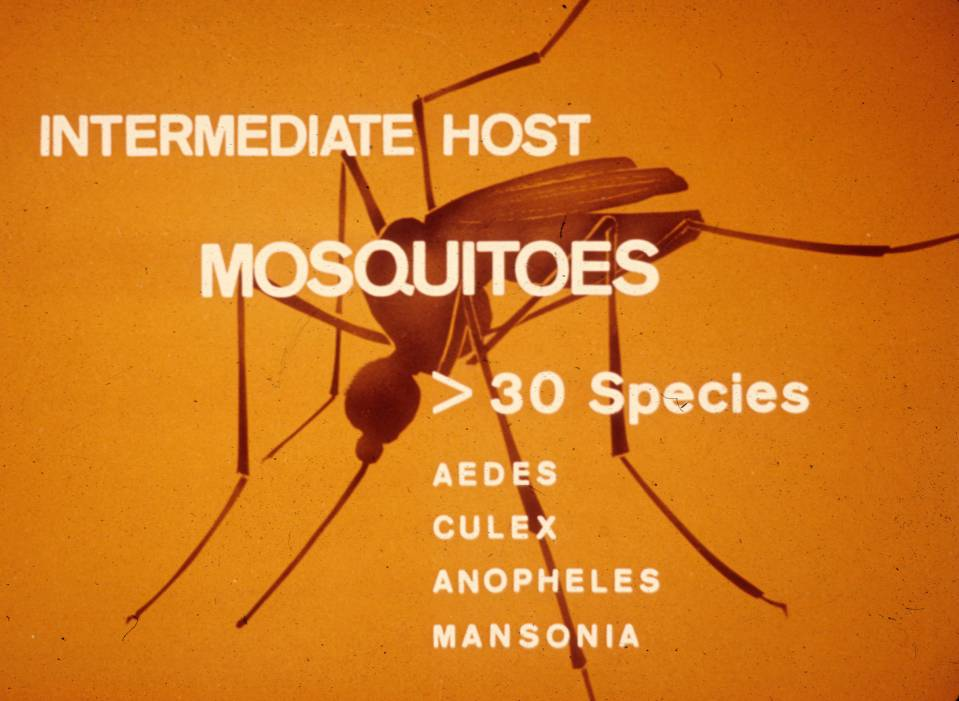 INTERMEDIATE HOST
MOSQUITOES
> 30 Species
AEDES
CULEX
ANOPHELES
MANSONIA